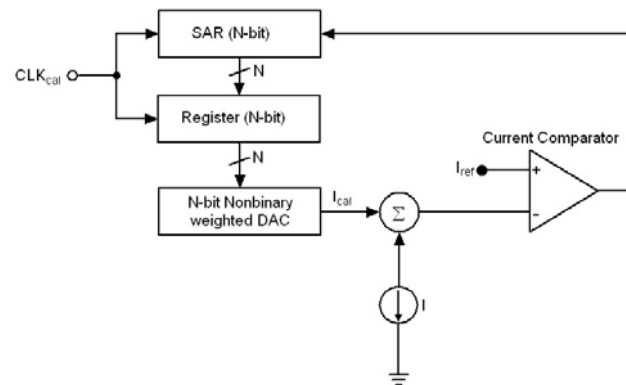 SAR (N-bit)
CLKcal
N
Register (N-bit)
N
Current Comparator
Iref
+
N-bit Nonbinary
weighted DAC
Ical
Σ
-
I